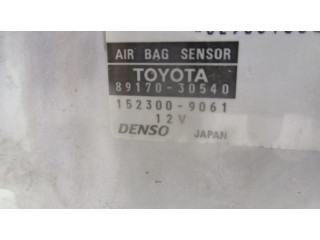 AIR BAG SENSOR
TOYOTA
89170-30540
152300-9061
12V
DENSO JAPAN